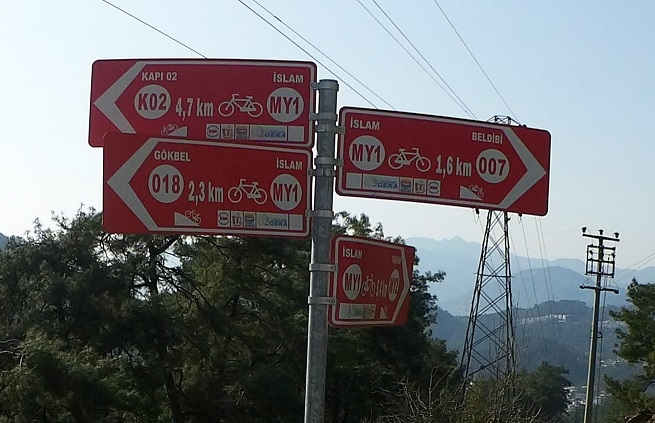 KAPI 02 İSLAM
K02 4,7 km MY1
GÖKBEL İSLAM
018 2,3 km MY1
İSLAM BELDİBİ
MY1 1,6 km 007
İSLAM
MY1 km